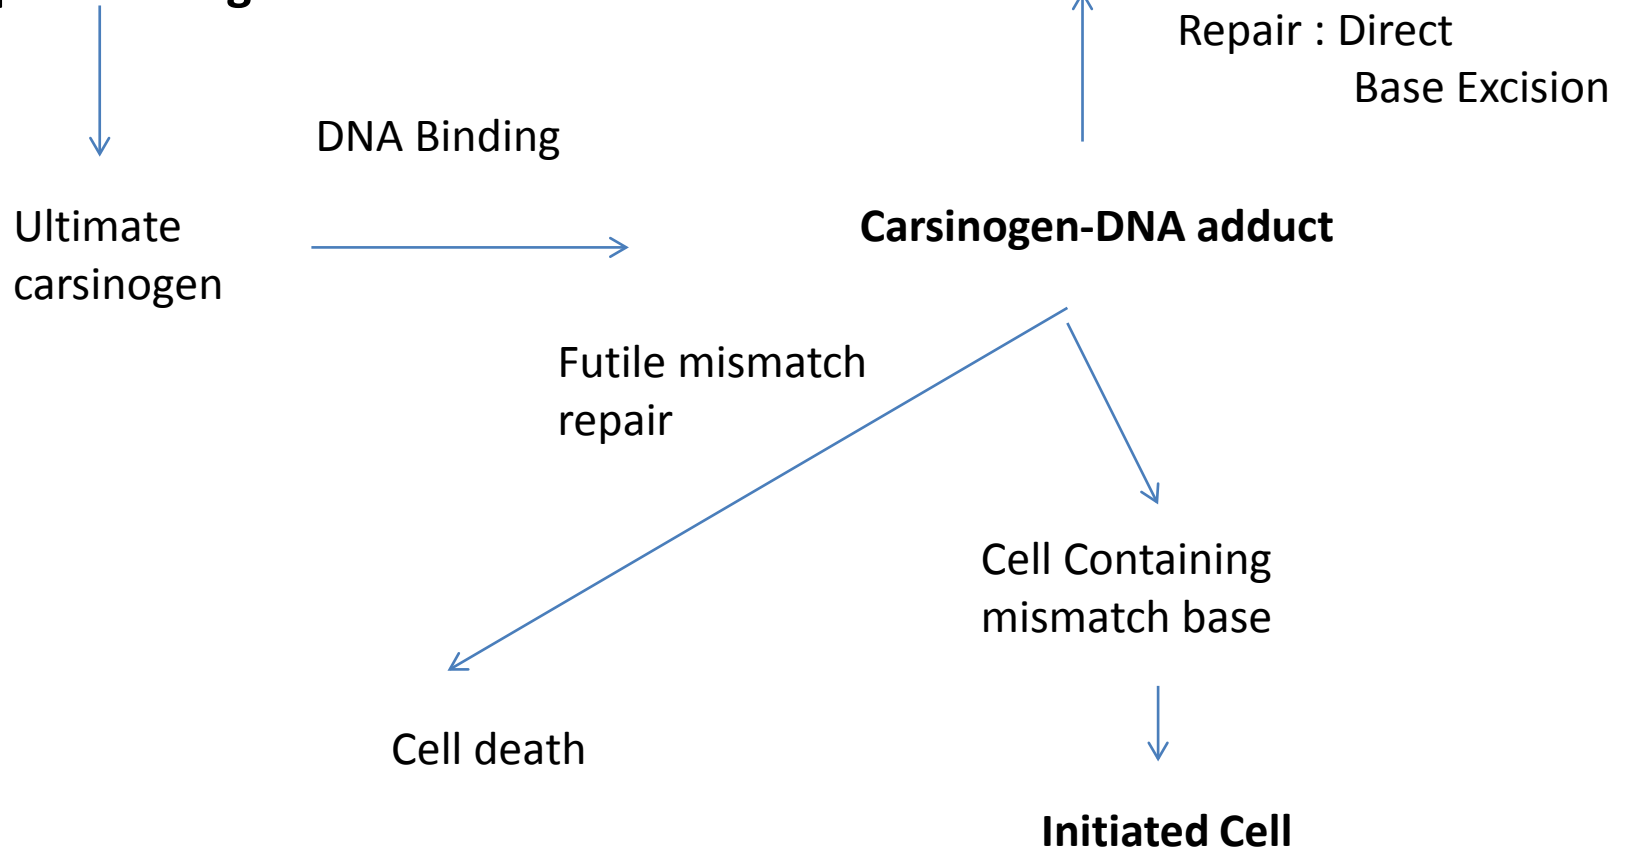 Repair : Direct
Base Excision
DNA Binding
Ultimate
carsinogen
Carsinogen-DNA adduct
Futile mismatch
repair
Cell Containing
mismatch base
Cell death
Initiated Cell